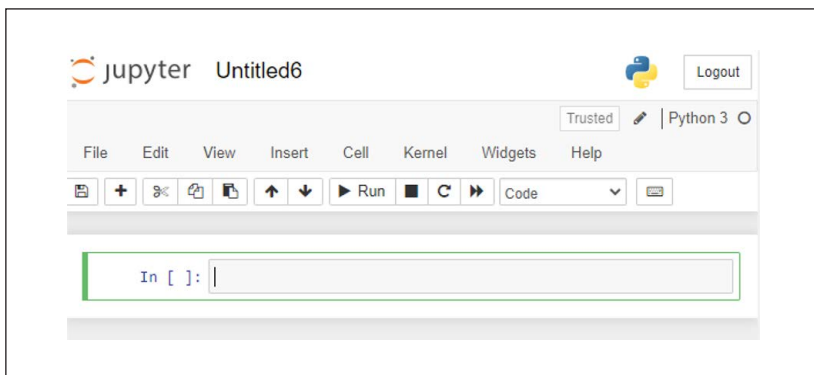 jupyter Untitled6
Logout
Trusted Python 3
File Edit View Insert Cell Kernel Widgets Help
Run Code
In [ ]: